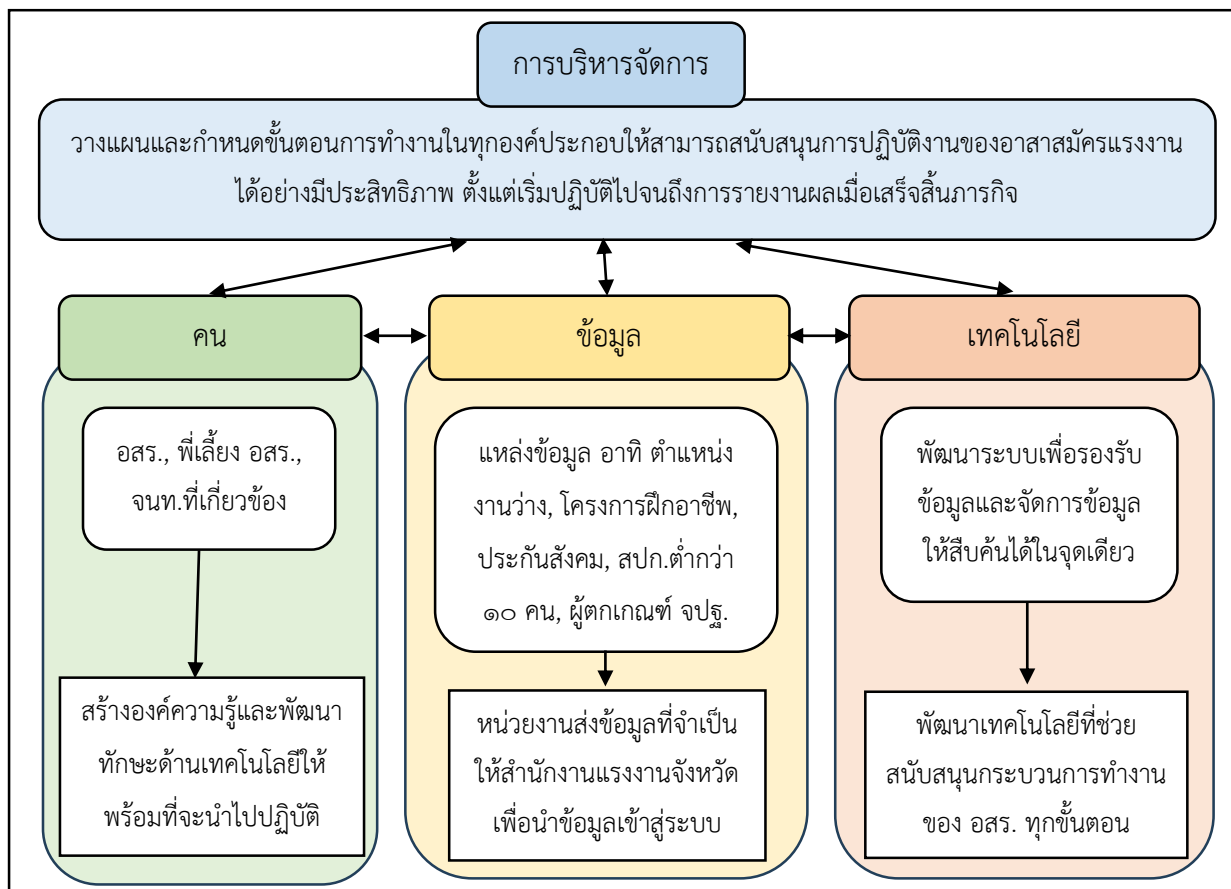 การบริหารจัดการ
วางแผนและกำหนดขั้นตอนการทำงานในทุกองค์ประกอบให้สามารถสนับสนุนการปฏิบัติงานของอาสาสมัครแรงงาน
ได้อย่างมีประสิทธิภาพ ตั้งแต่เริ่มปฏิบัติไปจนถึงการรายงานผลเมื่อเสร็จสิ้นภารกิจ
คน
อสร., พี่เลี้ยง อสร.,
จนท.ที่เกี่ยวข้อง
สร้างองค์ความรู้และพัฒนา
ทักษะด้านเทคโนโลยีให้
พร้อมที่จะนำไปปฏิบัติ
ข้อมูล
แหล่งข้อมูล อาทิ ตำแหน่ง
งานว่าง, โครงการฝึกอาชีพ,
ประกันสังคม, สปก.ต่ำกว่า
๑๐ คน, ผู้ตกเกณฑ์ จปฐ.
หน่วยงานส่งข้อมูลที่จำเป็น
ให้สำนักงานแรงงานจังหวัด
เพื่อนำข้อมูลเข้าสู่ระบบ
เทคโนโลยี
พัฒนาระบบเพื่อรองรับ
ข้อมูลและจัดการข้อมูล
ให้สืบค้นได้ในจุดเดียว
พัฒนาเทคโนโลยีที่ช่วย
สนับสนุนกระบวนการทำงาน
ของ อสร. ทุกขั้นตอน